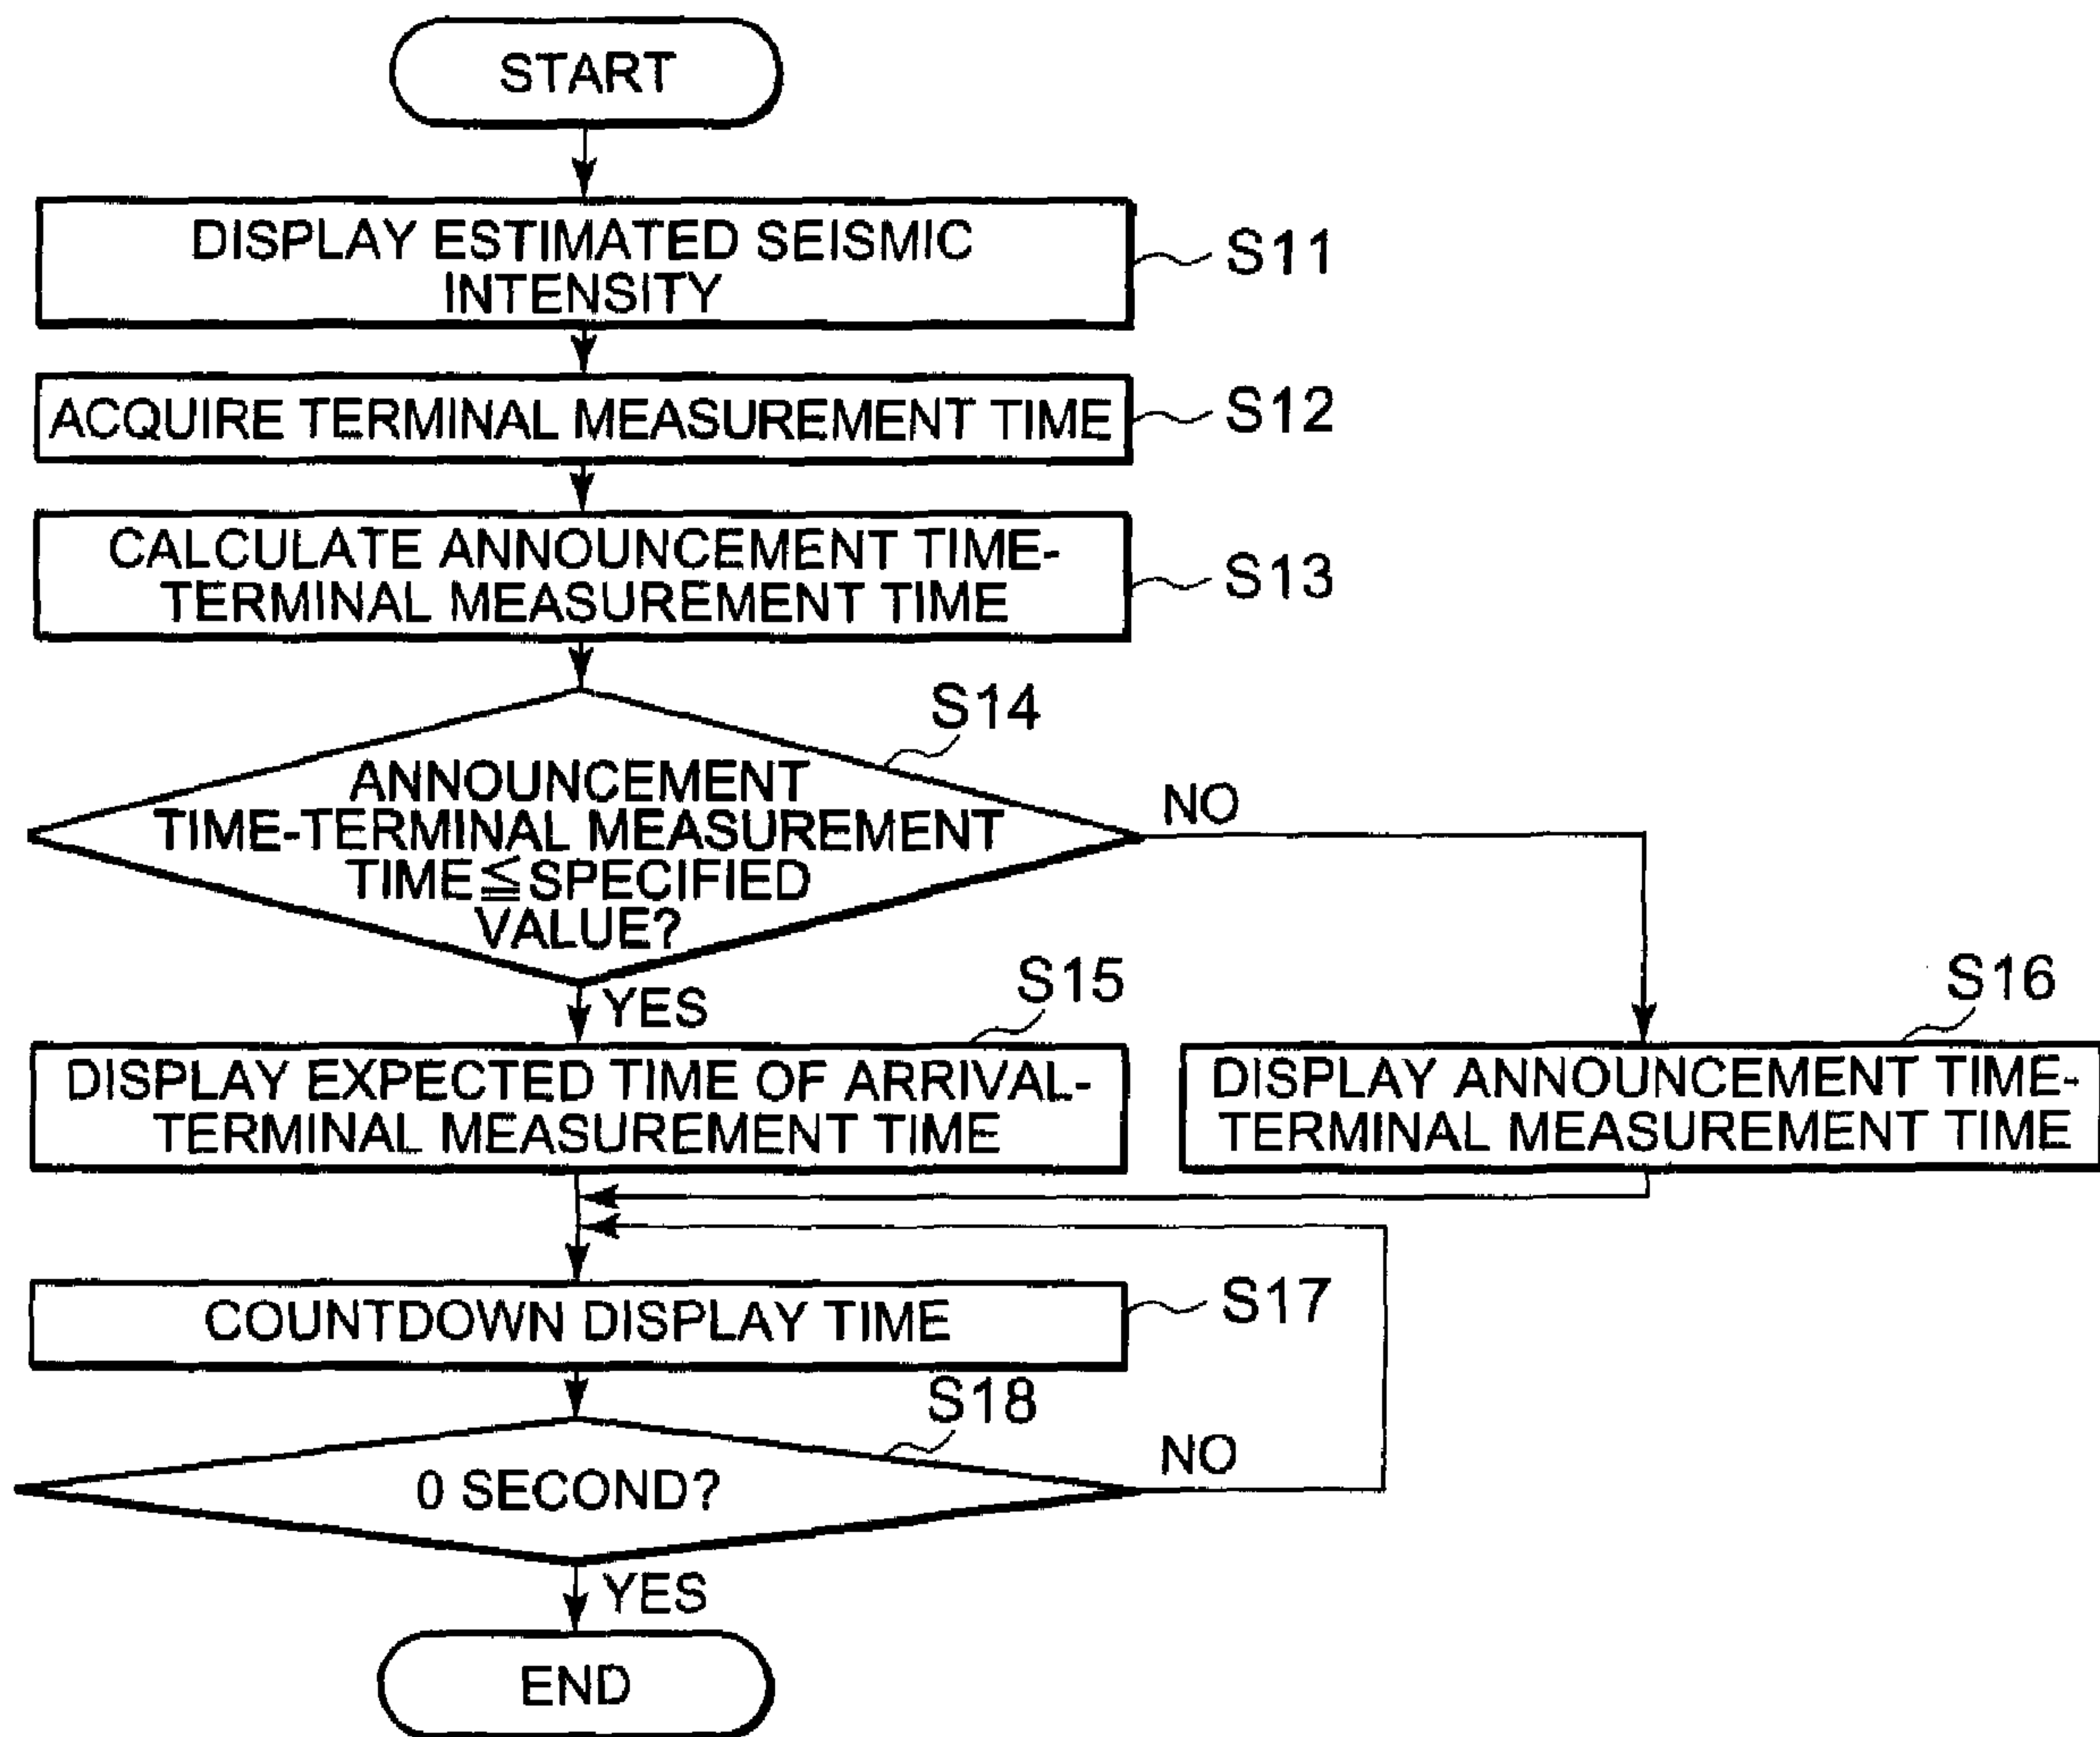 START
DISPLAY ESTIMATED SEISMIC
INTENSITY
S11
ACQUIRE TERMINAL MEASUREMENT TIME
S12
CALCULATE ANNOUNCEMENT TIME-
TERMINAL MEASUREMENT TIME
S13
S14
ANNOUNCEMENT
TIME-TERMINAL MEASUREMENT
TIME≦SPECIFIED
VALUE?
NO
YES
S15
DISPLAY EXPECTED TIME OF ARRIVAL-
TERMINAL MEASUREMENT TIME
S16
DISPLAY ANNOUNCEMENT TIME-
TERMINAL MEASUREMENT TIME
COUNTDOWN DISPLAY TIME
S17
S18
0 SECOND?
NO
YES
END